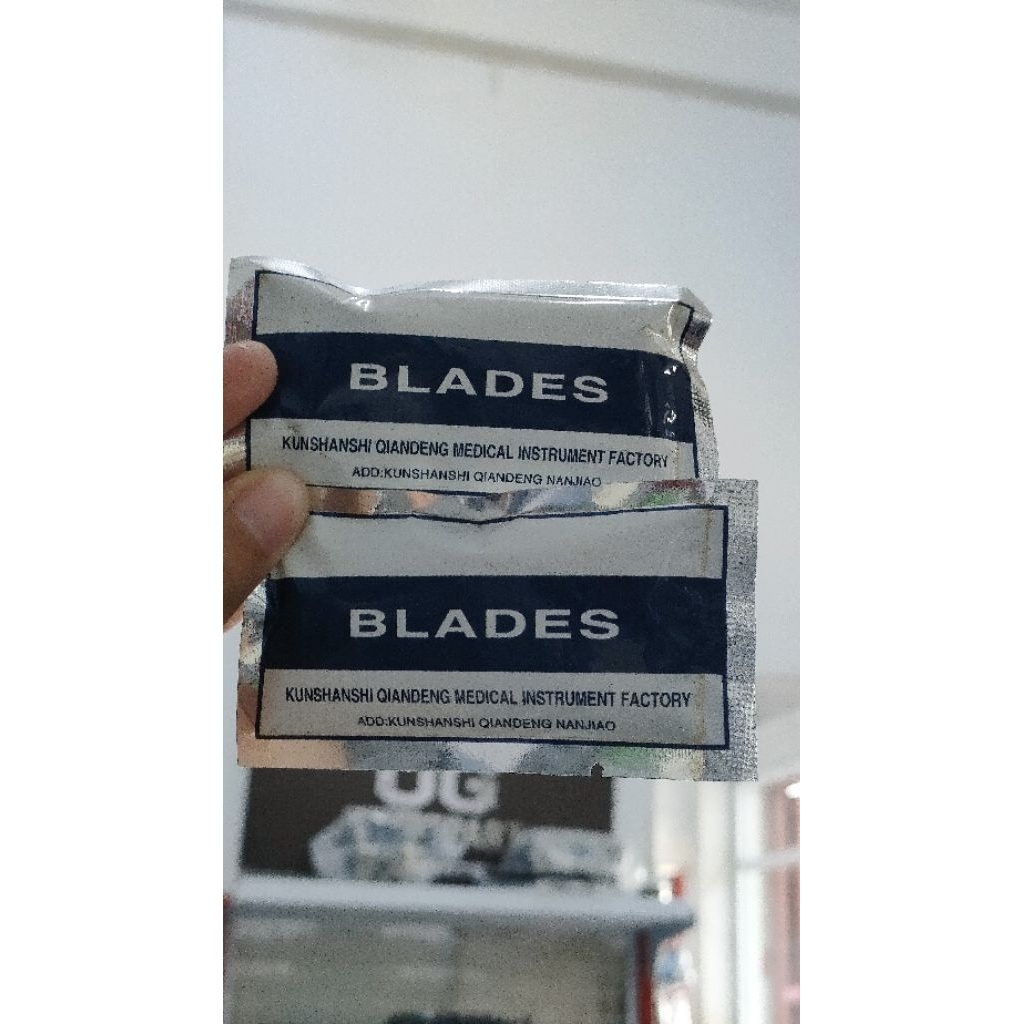 BLADES
KUNSHANSHI QIANDENG MEDICAL INSTRUMENT FACTORY
ADD:KUNSHANSHI QIANDENG NANJIAO
BLADES
KUNSHANSHI QIANDENG MEDICAL INSTRUMENT FACTORY
ADD:KUNSHANSHI QIANDENG NANJIAO
UG